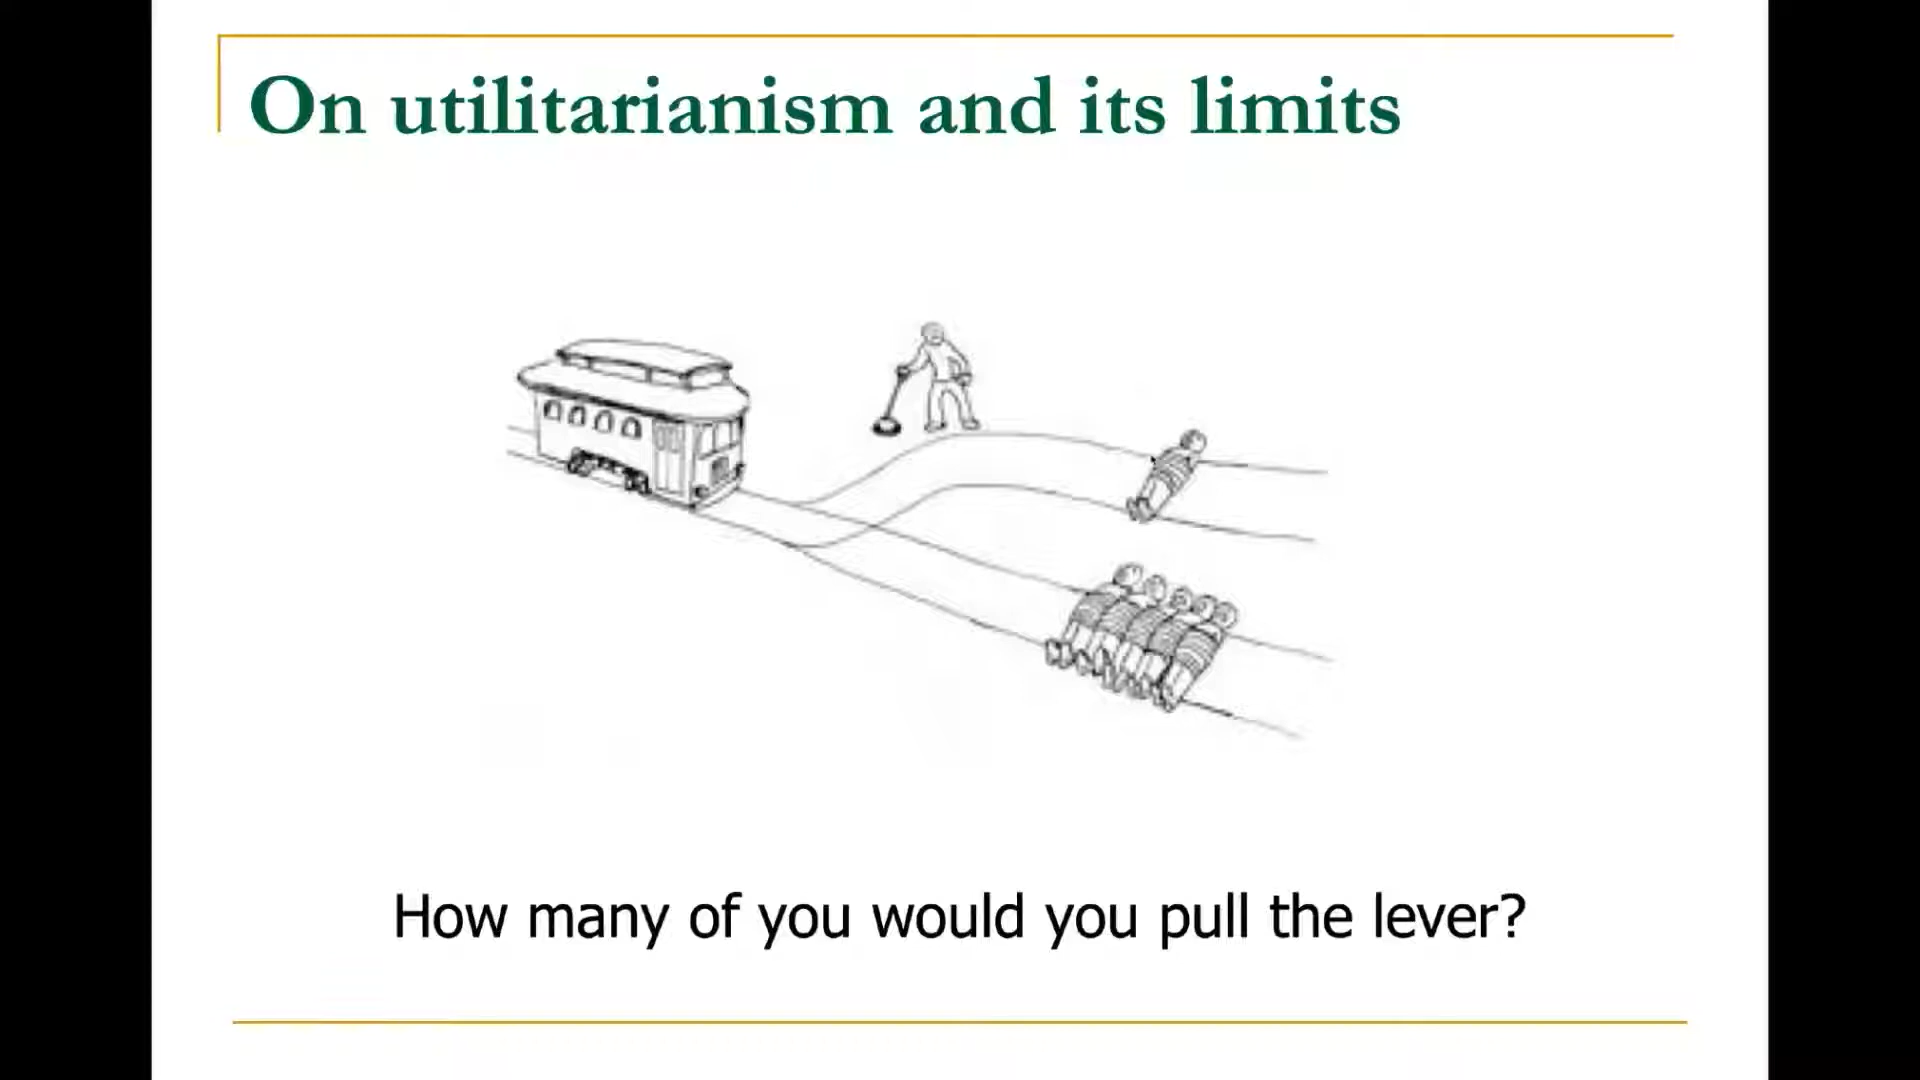 On utilitarianism and its limits
How many of you would you pull the lever?